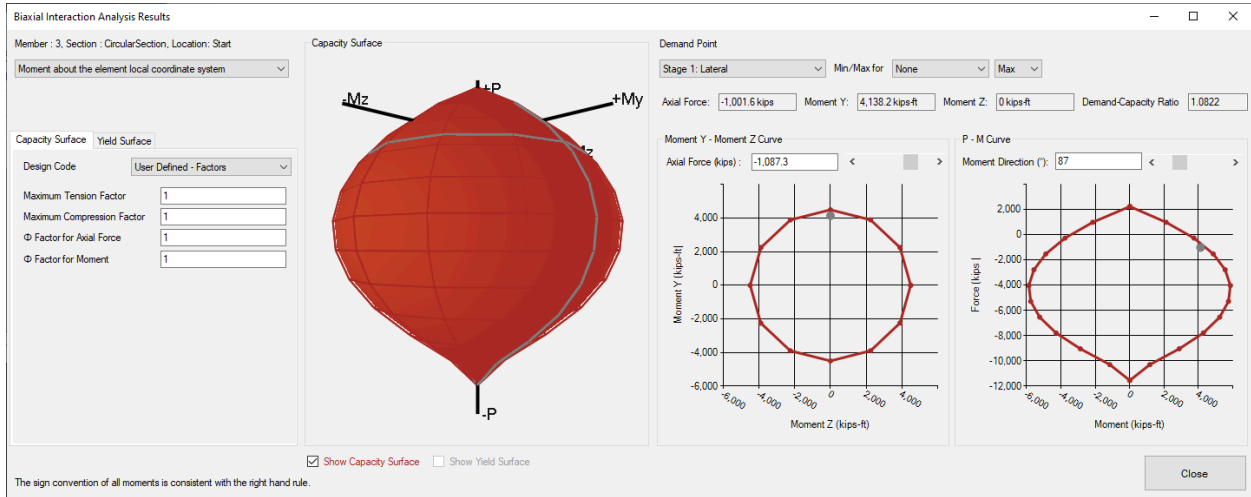 Biaxial Interaction Analysis Results
Member : 3, Section : CircularSection, Location: Start
Moment about the element local coordinate system
Capacity Surface
Yield Surface
Design Code
User Defined - Factors
Maximum Tension Factor
1
Maximum Compression Factor
1
Φ Factor for Axial Force
1
Φ Factor for Moment
1
Capacity Surface
+P
-Mz
+My
Mz
-P
Show Capacity Surface
Show Yield Surface
Demand Point
Stage 1: Lateral
Min/Max for
None
Max
Axial Force:
-1,001.6 kips
Moment Y:
4,138.2 kips-ft
Moment Z:
0 kips-ft
Demand-Capacity Ratio
1.0822
Moment Y - Moment Z Curve
Axial Force (kips) :
-1,087.3
<
>
4,000
2,000
0
-2,000
-4,000
-6,000
Moment Y (kips-ft|
-6,000
-4,000
-2,000
0
2,000
4,000
Moment Z (kips-ft)
P - M Curve
Moment Direction (°):
87
<
>
2,000
0
-2,000
-4,000
-6,000
-8,000
-10,000
-12,000
Force (kips |
-6,000
-4,000
-2,000
0
2,000
4,000
Moment (kips-ft)
The sign convention of all moments is consistent with the right hand rule.
Close